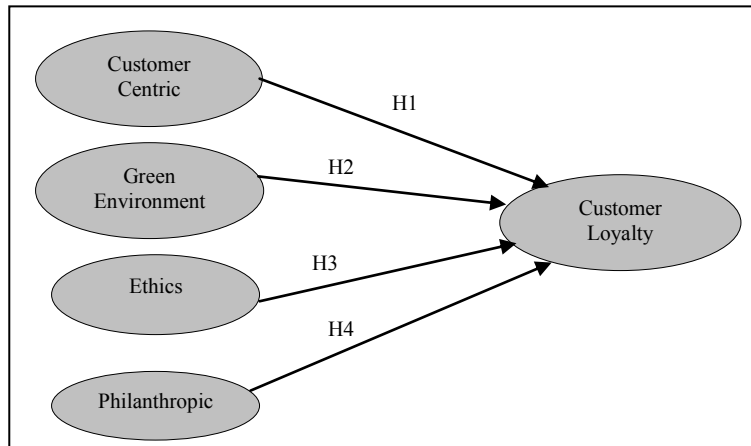 Customer
Centric
H1
Green
Environment
H2
Customer
Loyalty
Ethics
H3
H4
Philanthropic